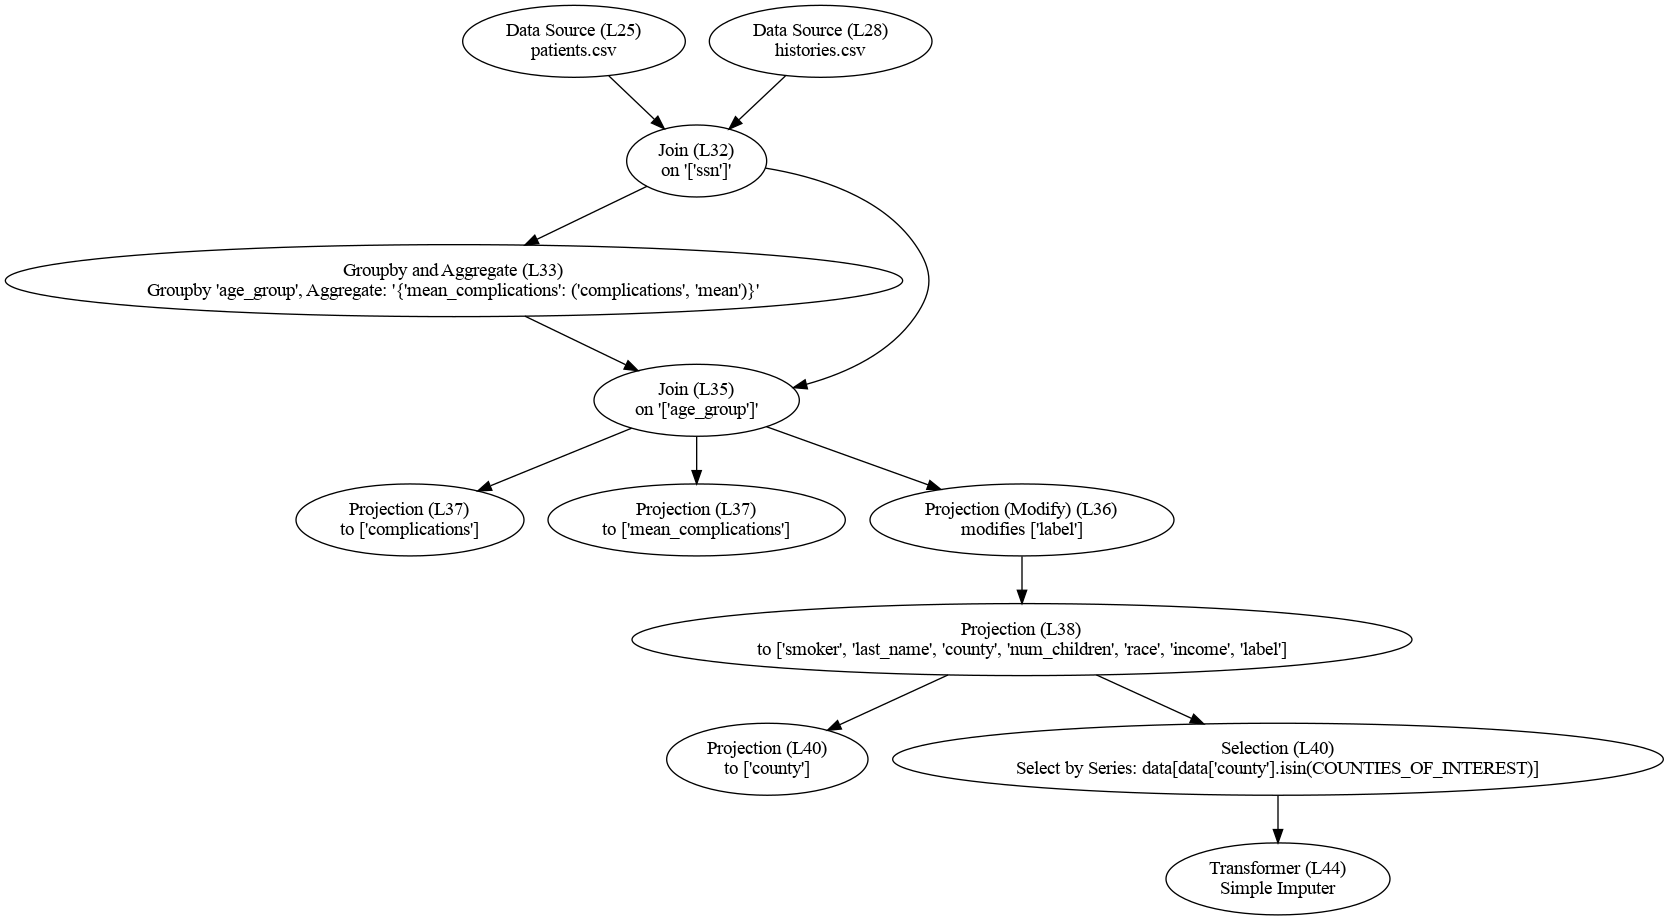 Data Source (L25)
patients.csv
Data Source (L28)
histories.csv
Join (L32)
on '['ssn']'
Groupby and Aggregate (L33)
Groupby 'age_group', Aggregate: '{'mean_complications': ('complications', 'mean')}'
Join (L35)
on '['age_group']'
Projection (L37)
to ['complications']
Projection (L37)
to ['mean_complications']
Projection (Modify) (L36)
modifies ['label']
Projection (L38)
to ['smoker', 'last_name', 'county', 'num_children', 'race', 'income', 'label']
Projection (L40)
to ['county']
Selection (L40)
Select by Series: data[data['county'].isin(COUNTIES_OF_INTEREST)]
Transformer (L44)
Simple Imputer